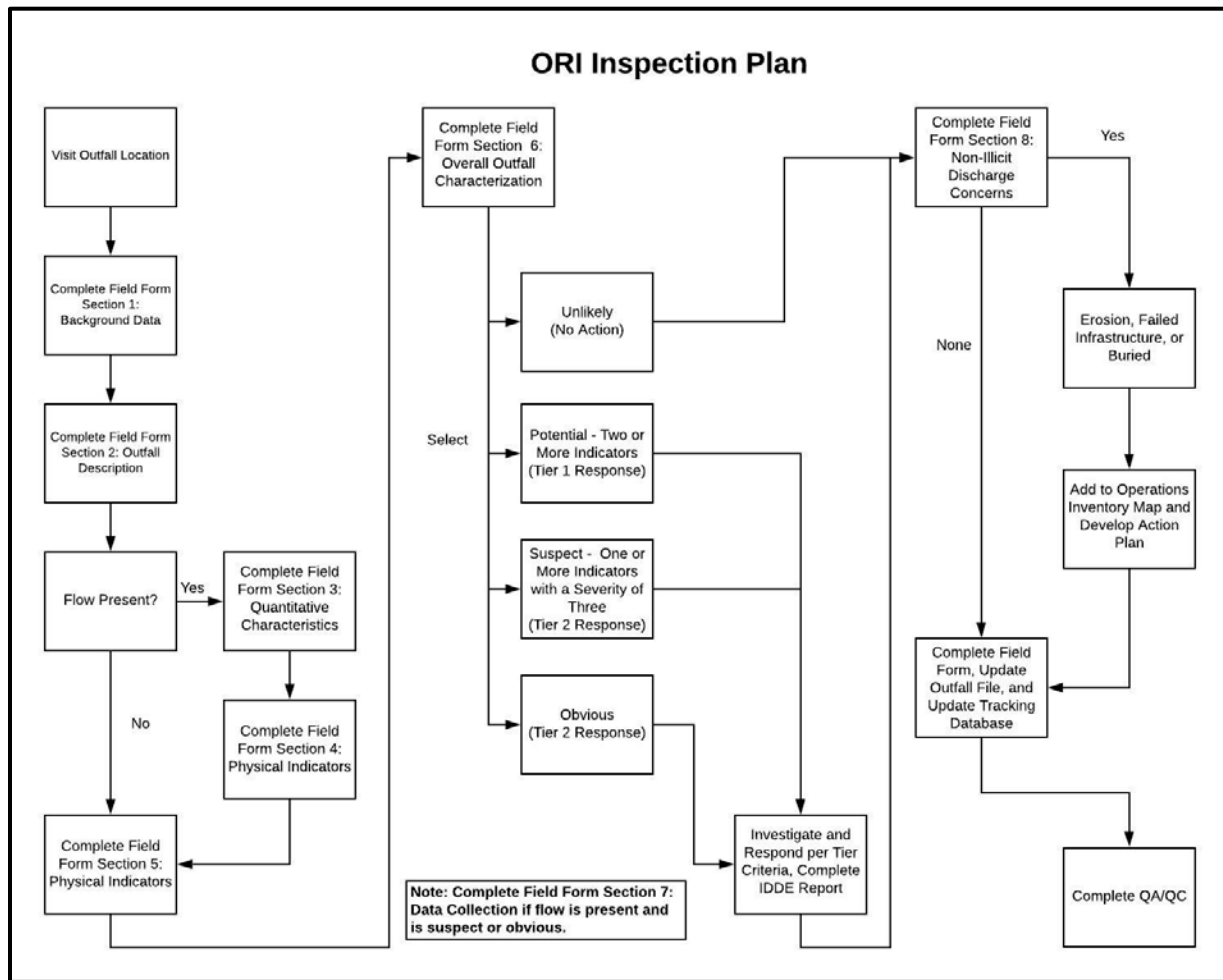 ORI Inspection Plan
Visit Outfall Location
Complete Field Form
Section 1:
Background Data
Complete Field Form
Section 2: Outfall
Description
Flow Present?
Yes
No
Complete Field
Form Section 3:
Quantitative
Characteristics
Complete Field
Form Section 4:
Physical Indicators
Complete Field
Form Section 5:
Physical Indicators
Complete Field
Form Section 6:
Overall Outfall
Characterization
Select
Unlikely
(No Action)
Potential - Two or
More Indicators
(Tier 1 Response)
Suspect - One or
More Indicators
with a Severity of
Three
(Tier 2 Response)
Obvious
(Tier 2 Response)
Note: Complete Field Form Section 7:
Data Collection if flow is present and
is suspect or obvious.
Investigate and
Respond per Tier
Criteria, Complete
IDDE Report
Complete Field
Form Section 8:
Non-Illicit
Discharge
Concerns
Yes
None
Erosion, Failed
Infrastructure, or
Buried
Add to Operations
Inventory Map and
Develop Action
Plan
Complete Field
Form, Update
Outfall File, and
Update Tracking
Database
Complete QA/QC